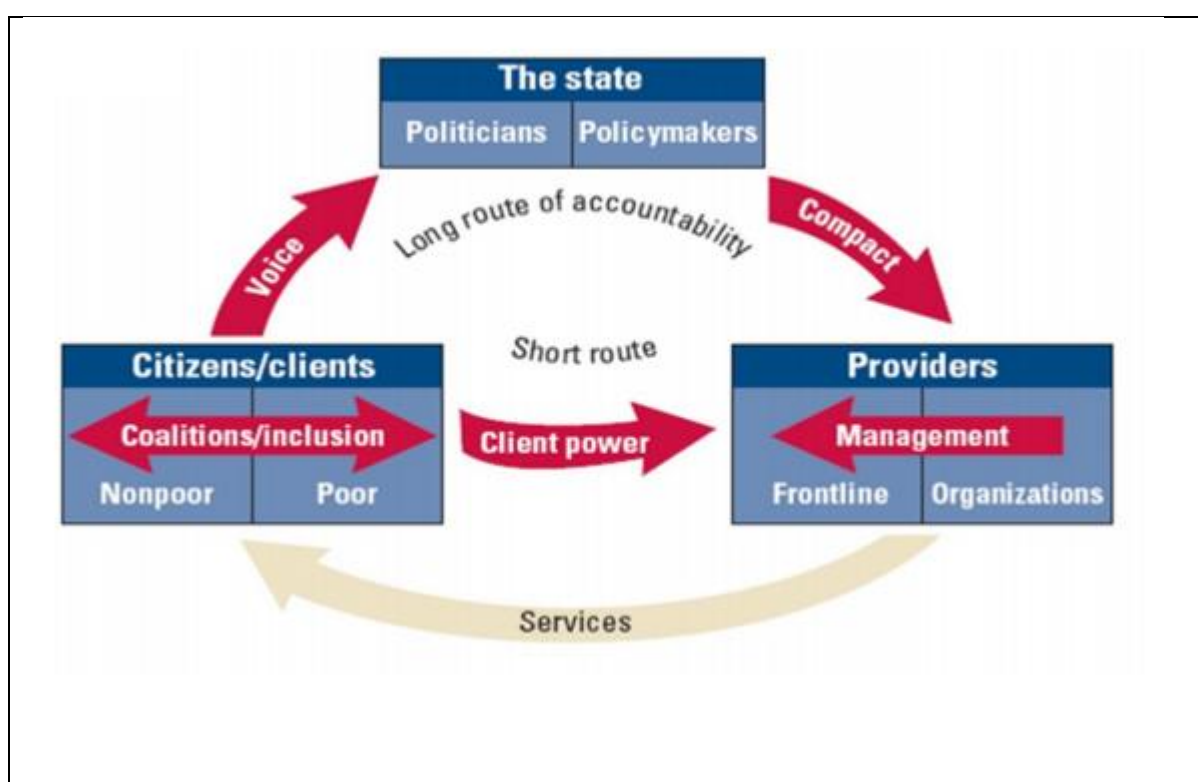 The state
Politicians
Policymakers
Long route of accountability
Voice
Compact
Short route
Citizens/clients
Coalitions/inclusion
Nonpoor
Poor
Client power
Providers
Management
Frontline
Organizations
Services